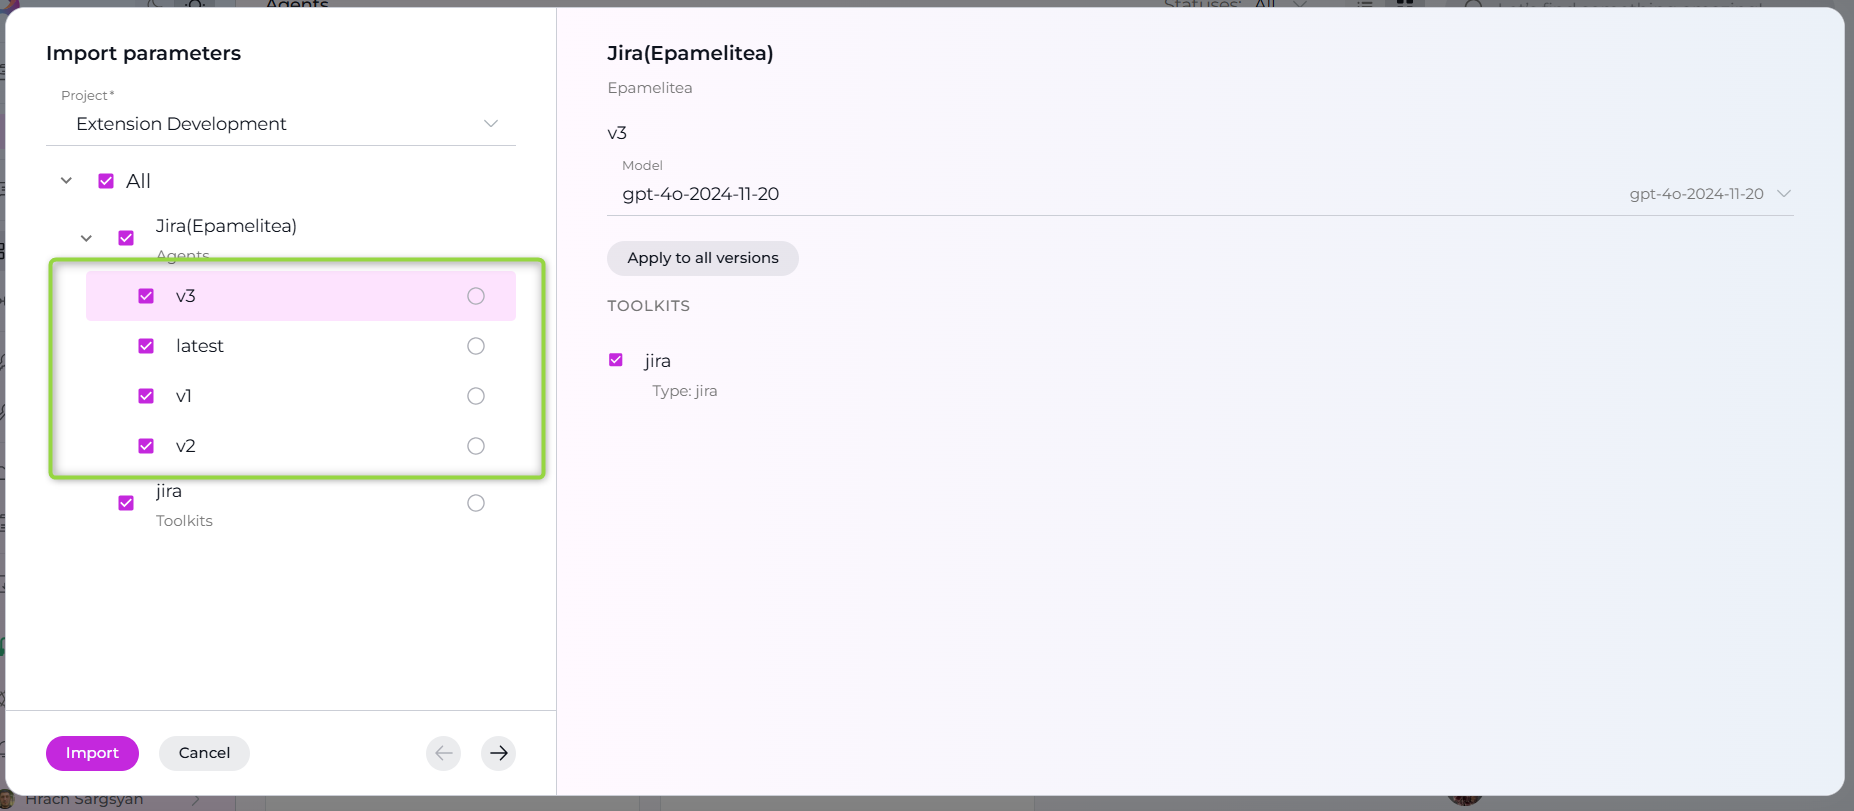 Agents
Statuses: All
Import parameters
Project*
Extension Development
All
Jira(Epamelitea)
Agents
v3
latest
v1
v2
jira
Toolkits
Import
Cancel
Jira(Epamelitea)
Epamelitea
v3
Model
gpt-4o-2024-11-20
gpt-4o-2024-11-20
Apply to all versions
TOOLKITS
jira
Type: jira
Hrach Sargsyan